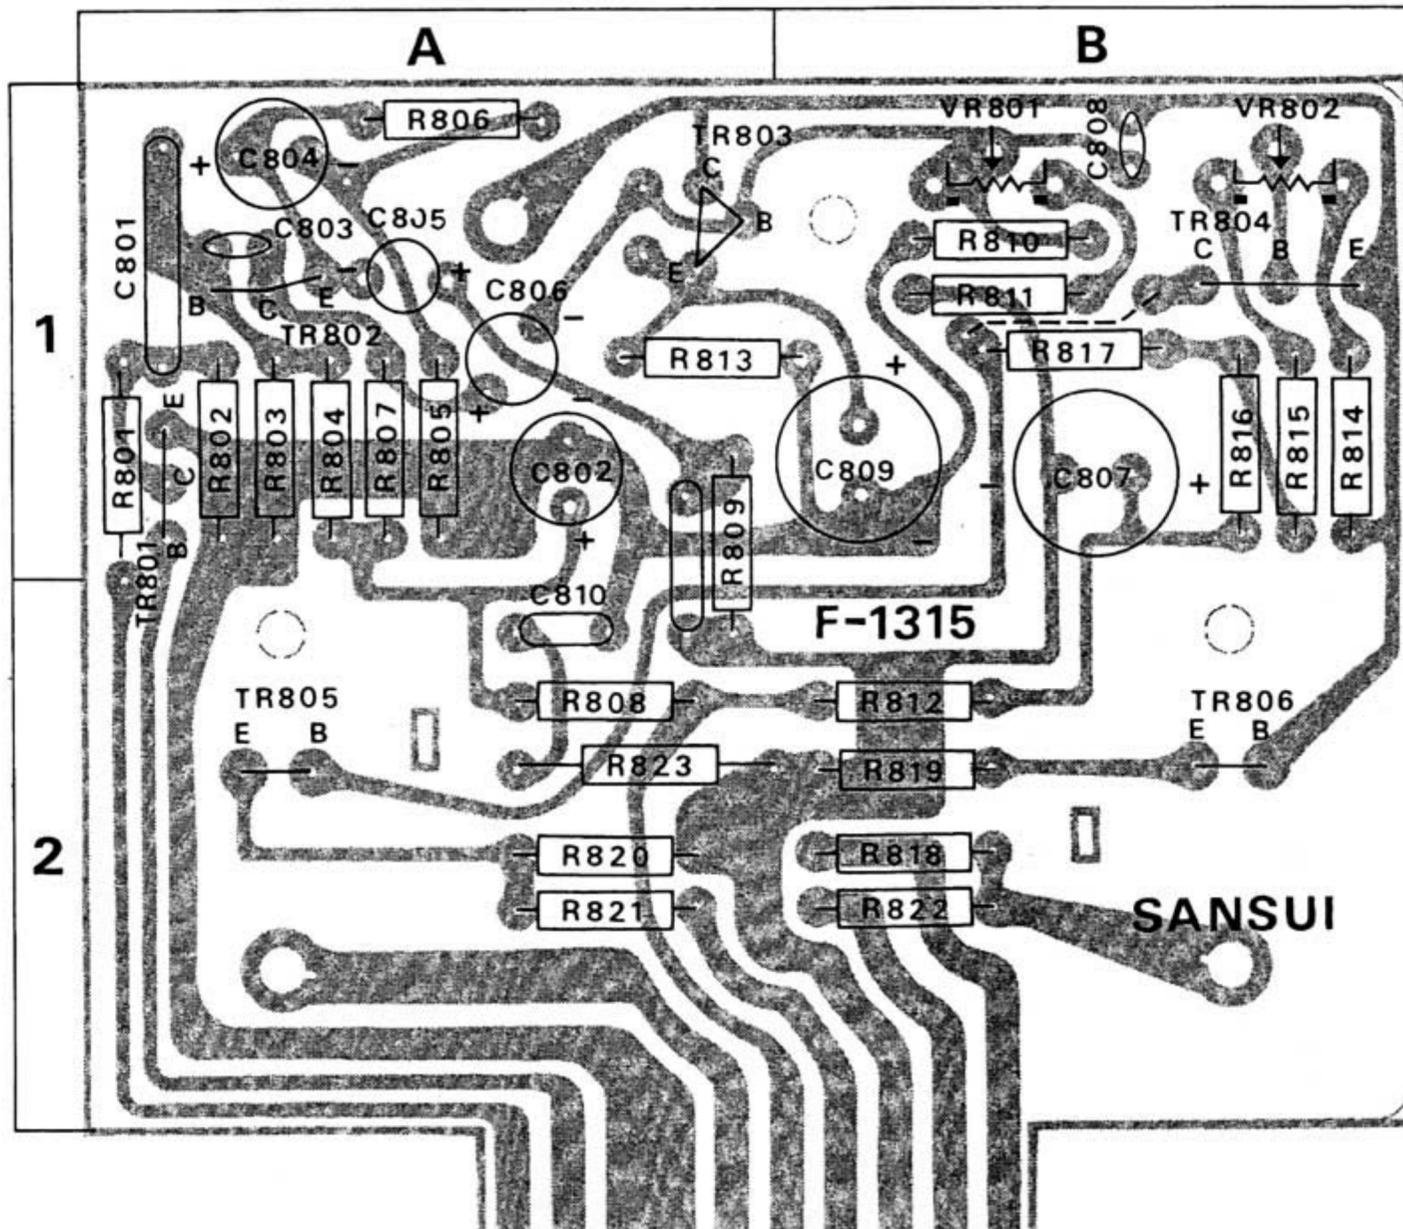 A B
VR801 VR802
R806
TR803
C808
C804
+ −
C
C803 C805
B
R810
TR804
C B E
C801
E
B C E
−
+
C806
R811
−
TR802
1
R813
R817
+
E
+
−
R801
C
R802
R803
R804
R807
R805
C802
C809
C807
R816
R815
R814
−
+
R809
+
−
TR801
B
C810
F-1315
TR805
R808
R812
TR806
E B
E B
R823
R819
2
R820
R818
R821
R822
SANSUI